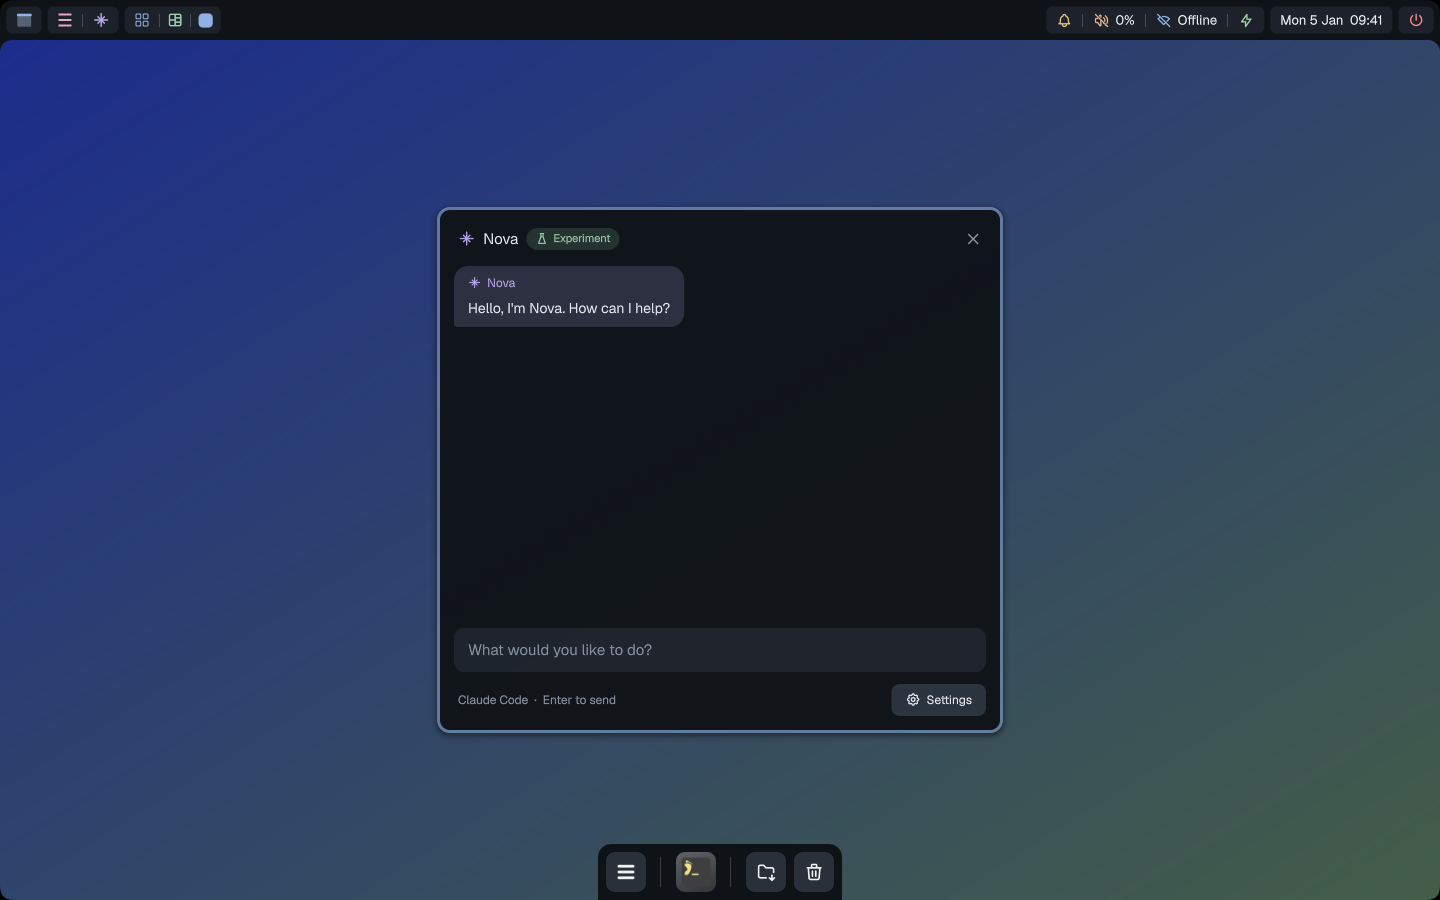 0%
Offline
Mon 5 Jan 09:41
Nova
Experiment
Nova
Hello, I'm Nova. How can I help?
What would you like to do?
Claude Code · Enter to send
Settings